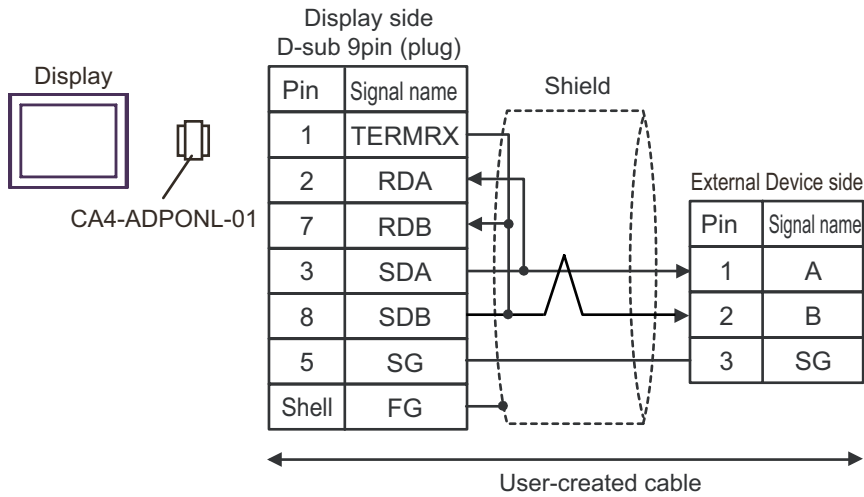 Display side
D-sub 9pin (plug)
Display
CA4-ADPONL-01
Pin Signal name
1 TERMRX
2 RDA
7 RDB
3 SDA
8 SDB
5 SG
Shell FG
Shield
External Device side
Pin Signal name
1 A
2 B
3 SG
User-created cable